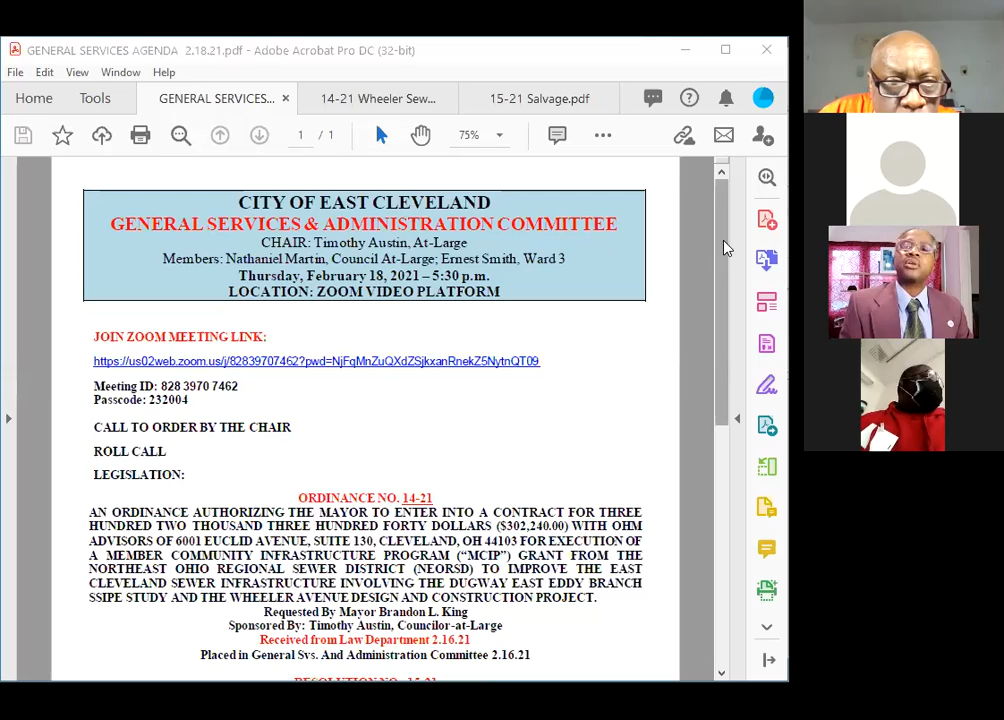 GENERAL SERVICES AGENDA 2.18.21.pdf - Adobe Acrobat Pro DC (32-bit)
File Edit View Window Help
Home Tools GENERAL SERVICES... 14-21 Wheeler Sew... 15-21 Salvage.pdf
1 / 1 75%
CITY OF EAST CLEVELAND
GENERAL SERVICES & ADMINISTRATION COMMITTEE
CHAIR: Timothy Austin, At-Large
Members: Nathaniel Martin, Council At-Large; Ernest Smith, Ward 3
Thursday, February 18, 2021 – 5:30 p.m.
LOCATION: ZOOM VIDEO PLATFORM
JOIN ZOOM MEETING LINK:
https://us02web.zoom.us/j/82839707462?pwd=NjFqMnZuQXdZSjkxanRnekZ5NytnQT09
Meeting ID: 828 3970 7462
Passcode: 232004
CALL TO ORDER BY THE CHAIR
ROLL CALL
LEGISLATION:
ORDINANCE NO. 14-21
AN ORDINANCE AUTHORIZING THE MAYOR TO ENTER INTO A CONTRACT FOR THREE
HUNDRED TWO THOUSAND THREE HUNDRED FORTY DOLLARS ($302,240.00) WITH OHM
ADVISORS OF 6001 EUCLID AVENUE, SUITE 130, CLEVELAND, OH 44103 FOR EXECUTION OF
A MEMBER COMMUNITY INFRASTRUCTURE PROGRAM (“MCIP”) GRANT FROM THE
NORTHEAST OHIO REGIONAL SEWER DISTRICT (NEORSD) TO IMPROVE THE EAST
CLEVELAND SEWER INFRASTRUCTURE INVOLVING THE DUGWAY EAST EDDY BRANCH
SSIPE STUDY AND THE WHEELER AVENUE DESIGN AND CONSTRUCTION PROJECT.
Requested By Mayor Brandon L. King
Sponsored By: Timothy Austin, Councilor-at-Large
Received from Law Department 2.16.21
Placed in General Svs. And Administration Committee 2.16.21
RESOLUTION NO. 15-21